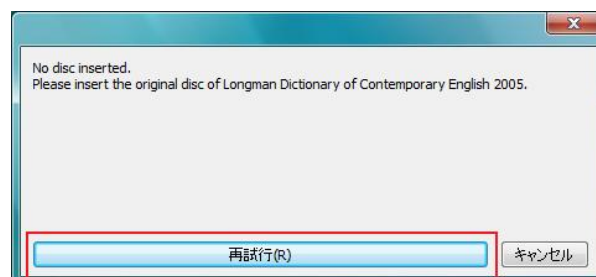 No disc inserted.
Please insert the original disc of Longman Dictionary of Contemporary English 2005.
再試行(R)
キャンセル